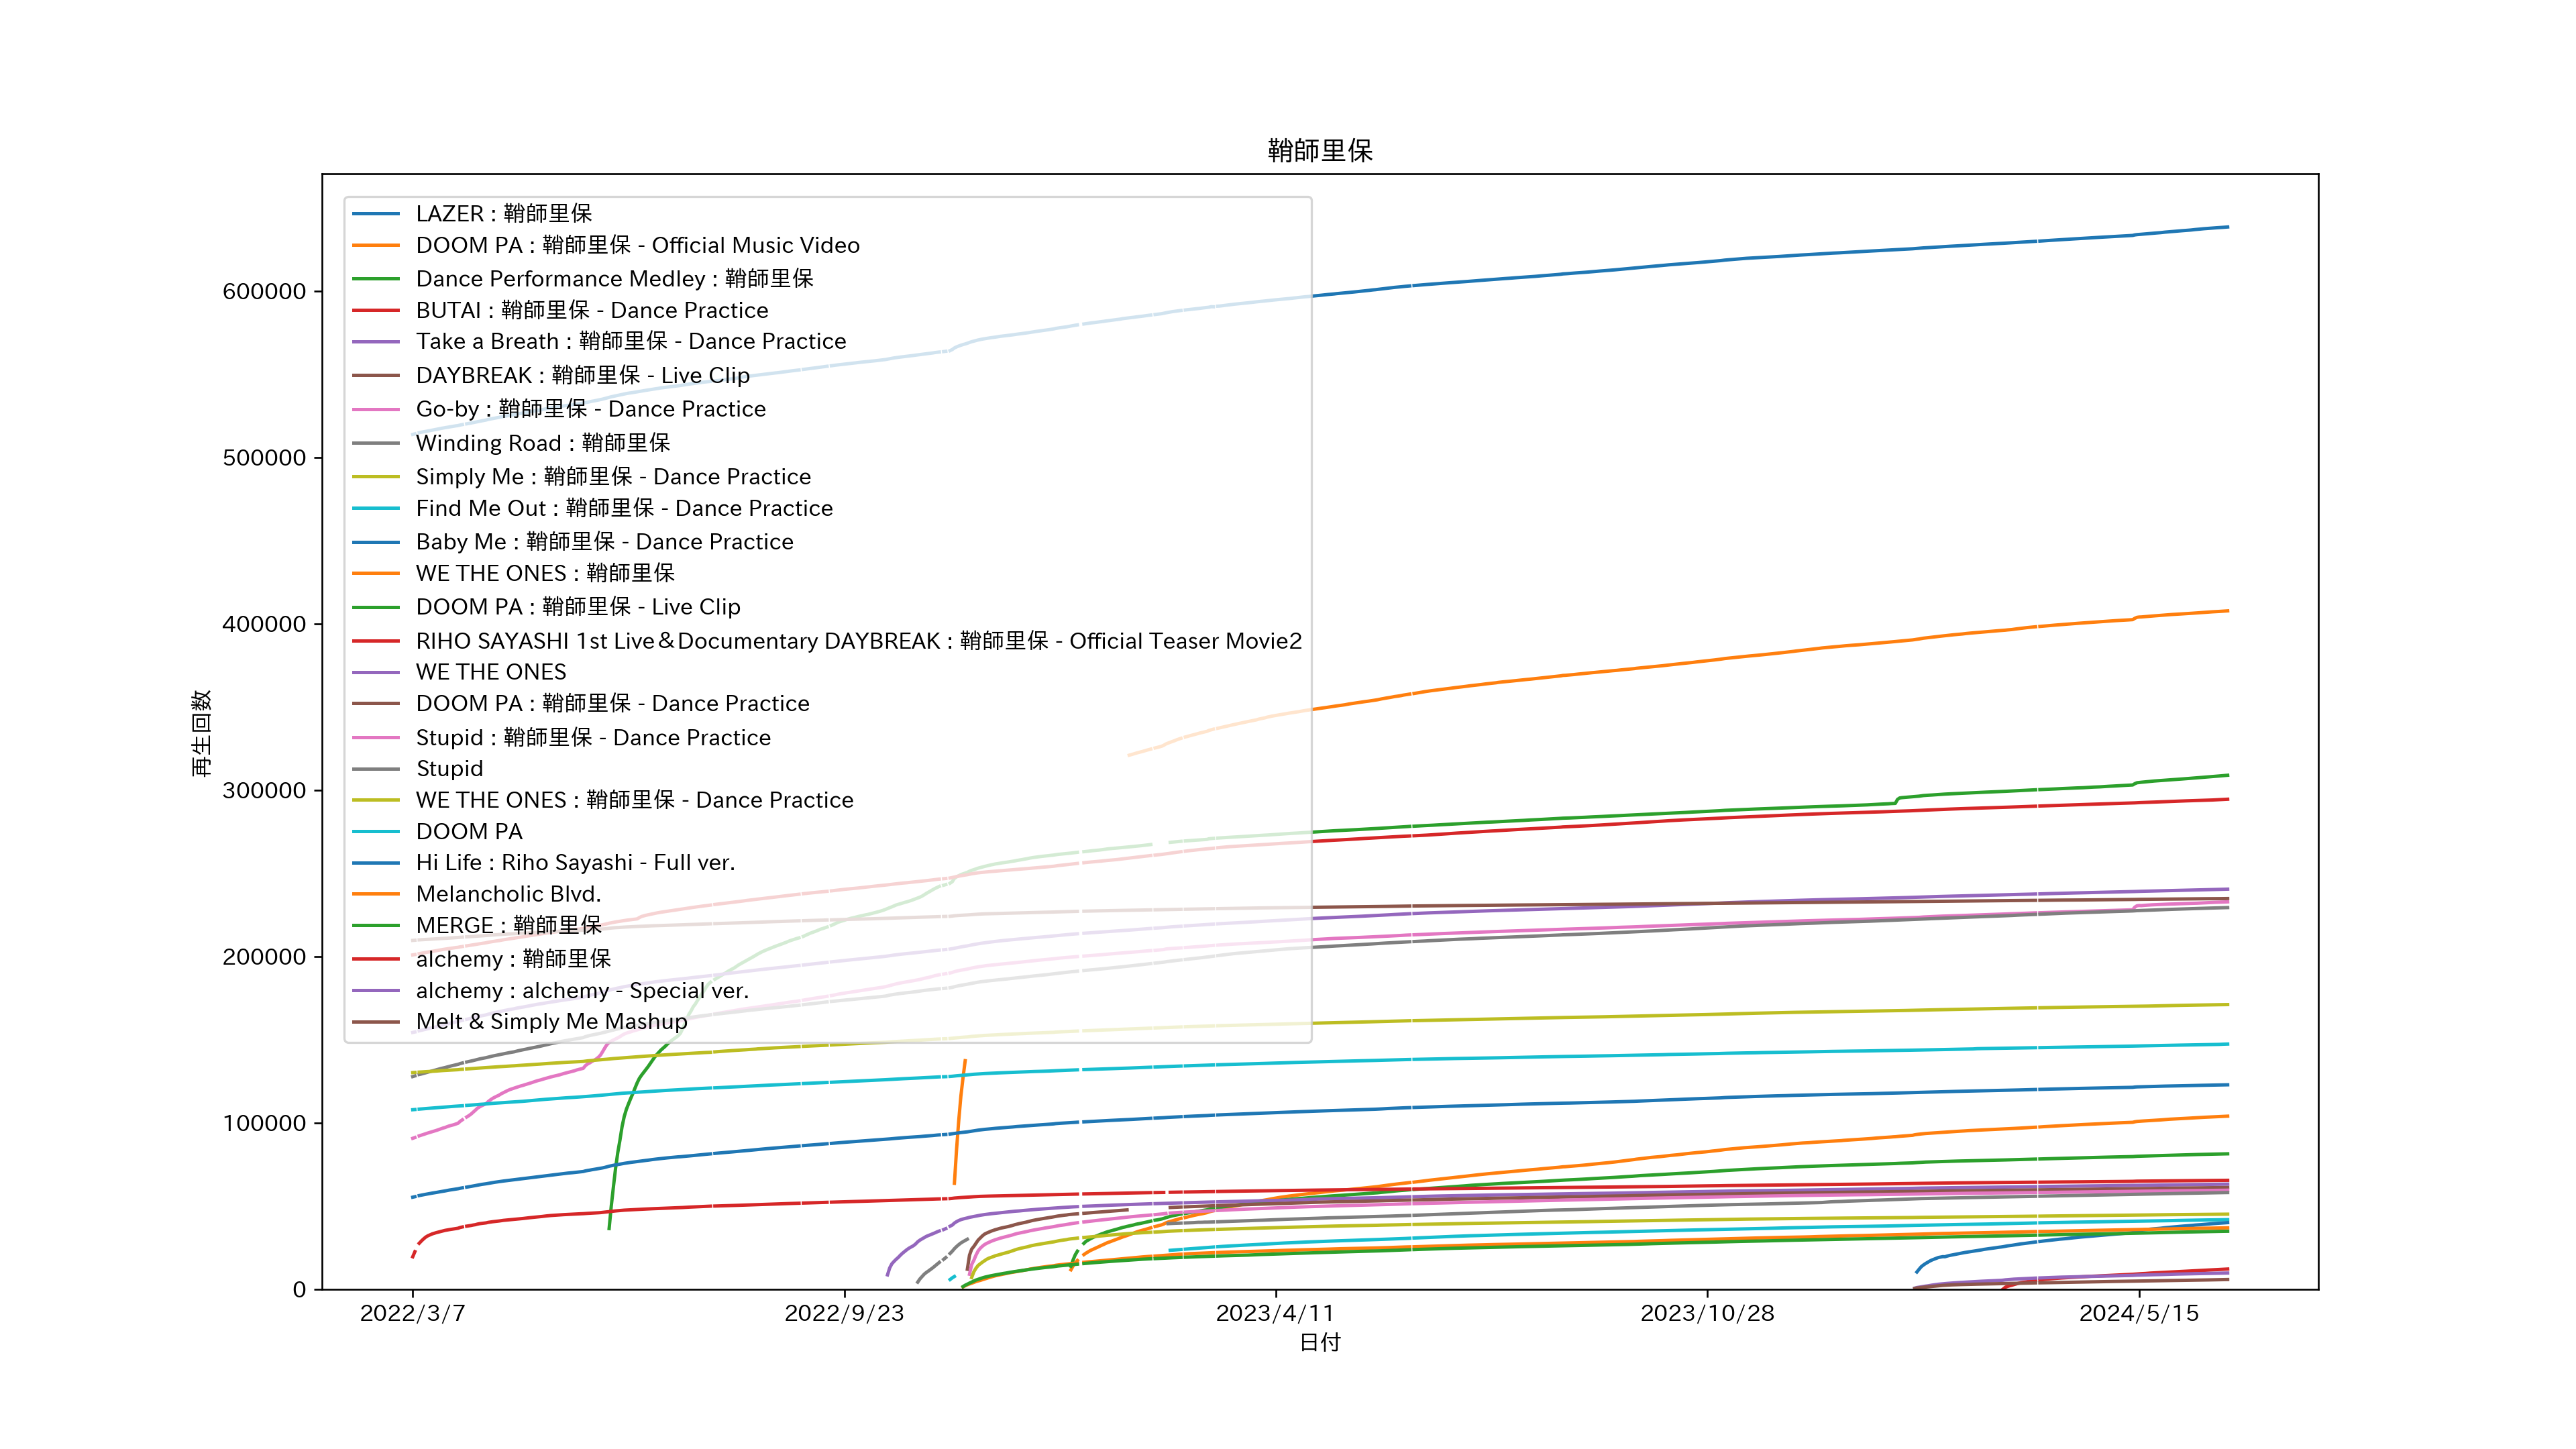 鞘師里保
LAZER : 鞘師里保
DOOM PA : 鞘師里保 - Official Music Video
Dance Performance Medley : 鞘師里保
BUTAI : 鞘師里保 - Dance Practice
Take a Breath : 鞘師里保 - Dance Practice
DAYBREAK : 鞘師里保 - Live Clip
Go-by : 鞘師里保 - Dance Practice
Winding Road : 鞘師里保
Simply Me : 鞘師里保 - Dance Practice
Find Me Out : 鞘師里保 - Dance Practice
Baby Me : 鞘師里保 - Dance Practice
WE THE ONES : 鞘師里保
DOOM PA : 鞘師里保 - Live Clip
RIHO SAYASHI 1st Live＆Documentary DAYBREAK : 鞘師里保 - Official Teaser Movie2
WE THE ONES
DOOM PA : 鞘師里保 - Dance Practice
Stupid : 鞘師里保 - Dance Practice
Stupid
WE THE ONES : 鞘師里保 - Dance Practice
DOOM PA
Hi Life : Riho Sayashi - Full ver.
Melancholic Blvd.
MERGE : 鞘師里保
alchemy : 鞘師里保
alchemy : alchemy - Special ver.
Melt & Simply Me Mashup
600000
500000
400000
300000
200000
100000
0
再生回数
2022/3/7
2022/9/23
2023/4/11
2023/10/28
2024/5/15
日付